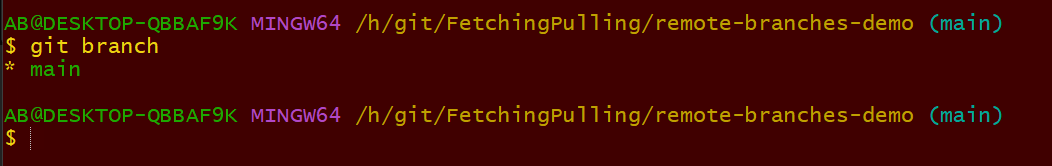 AB@DESKTOP-QBBAF9K MINGW64 /h/git/FetchingPulling/remote-branches-demo (main)
$ git branch
* main
AB@DESKTOP-QBBAF9K MINGW64 /h/git/FetchingPulling/remote-branches-demo (main)
$